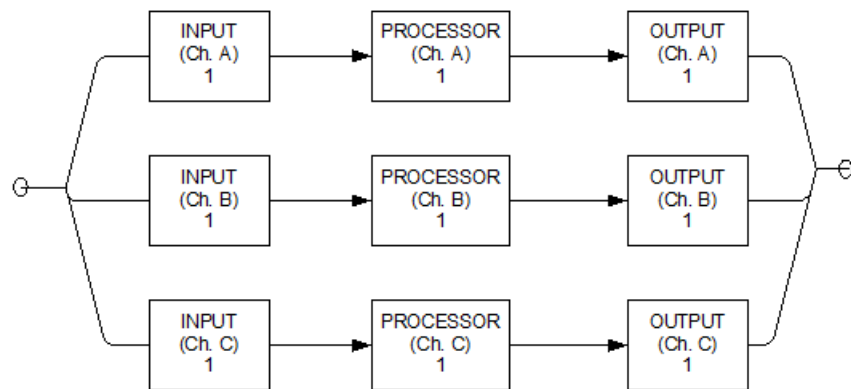 INPUT
(Ch. A)
1
PROCESSOR
(Ch. A)
1
OUTPUT
(Ch. A)
1
INPUT
(Ch. B)
1
PROCESSOR
(Ch. B)
1
OUTPUT
(Ch. B)
1
INPUT
(Ch. C)
1
PROCESSOR
(Ch. C)
1
OUTPUT
(Ch. C)
1